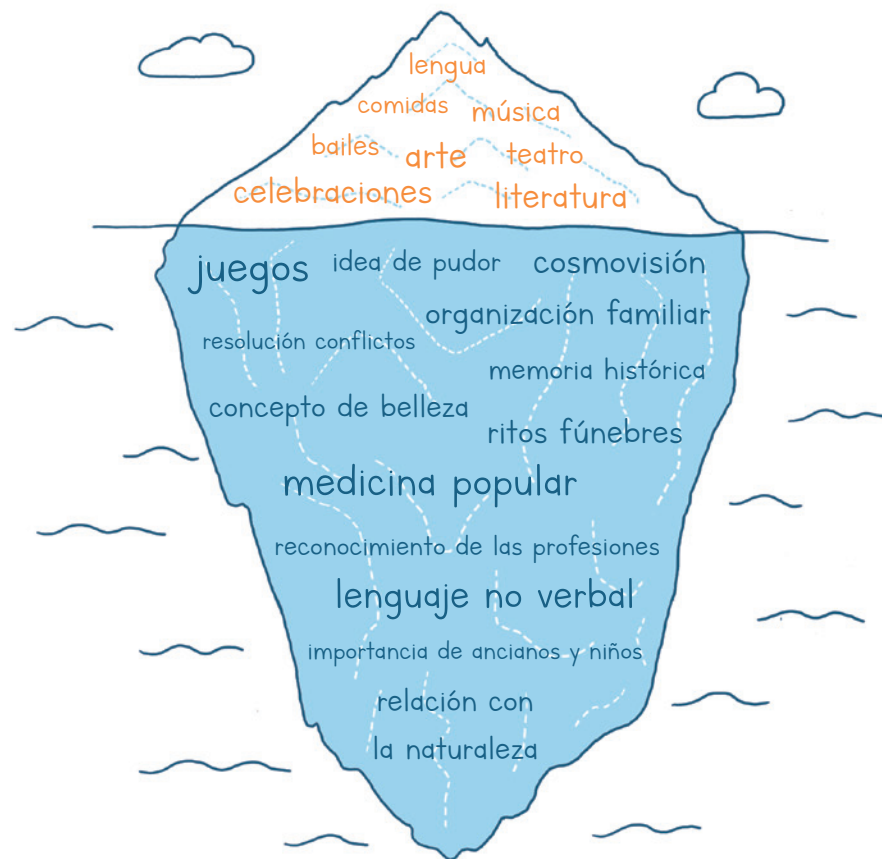 lengua
comidas música
bailes arte teatro
celebraciones literatura
juegos idea de pudor cosmovisión
organización familiar
resolución conflictos
memoria histórica
concepto de belleza
ritos fúnebres
medicina popular
reconocimiento de las profesiones
lenguaje no verbal
importancia de ancianos y niños
relación con
la naturaleza